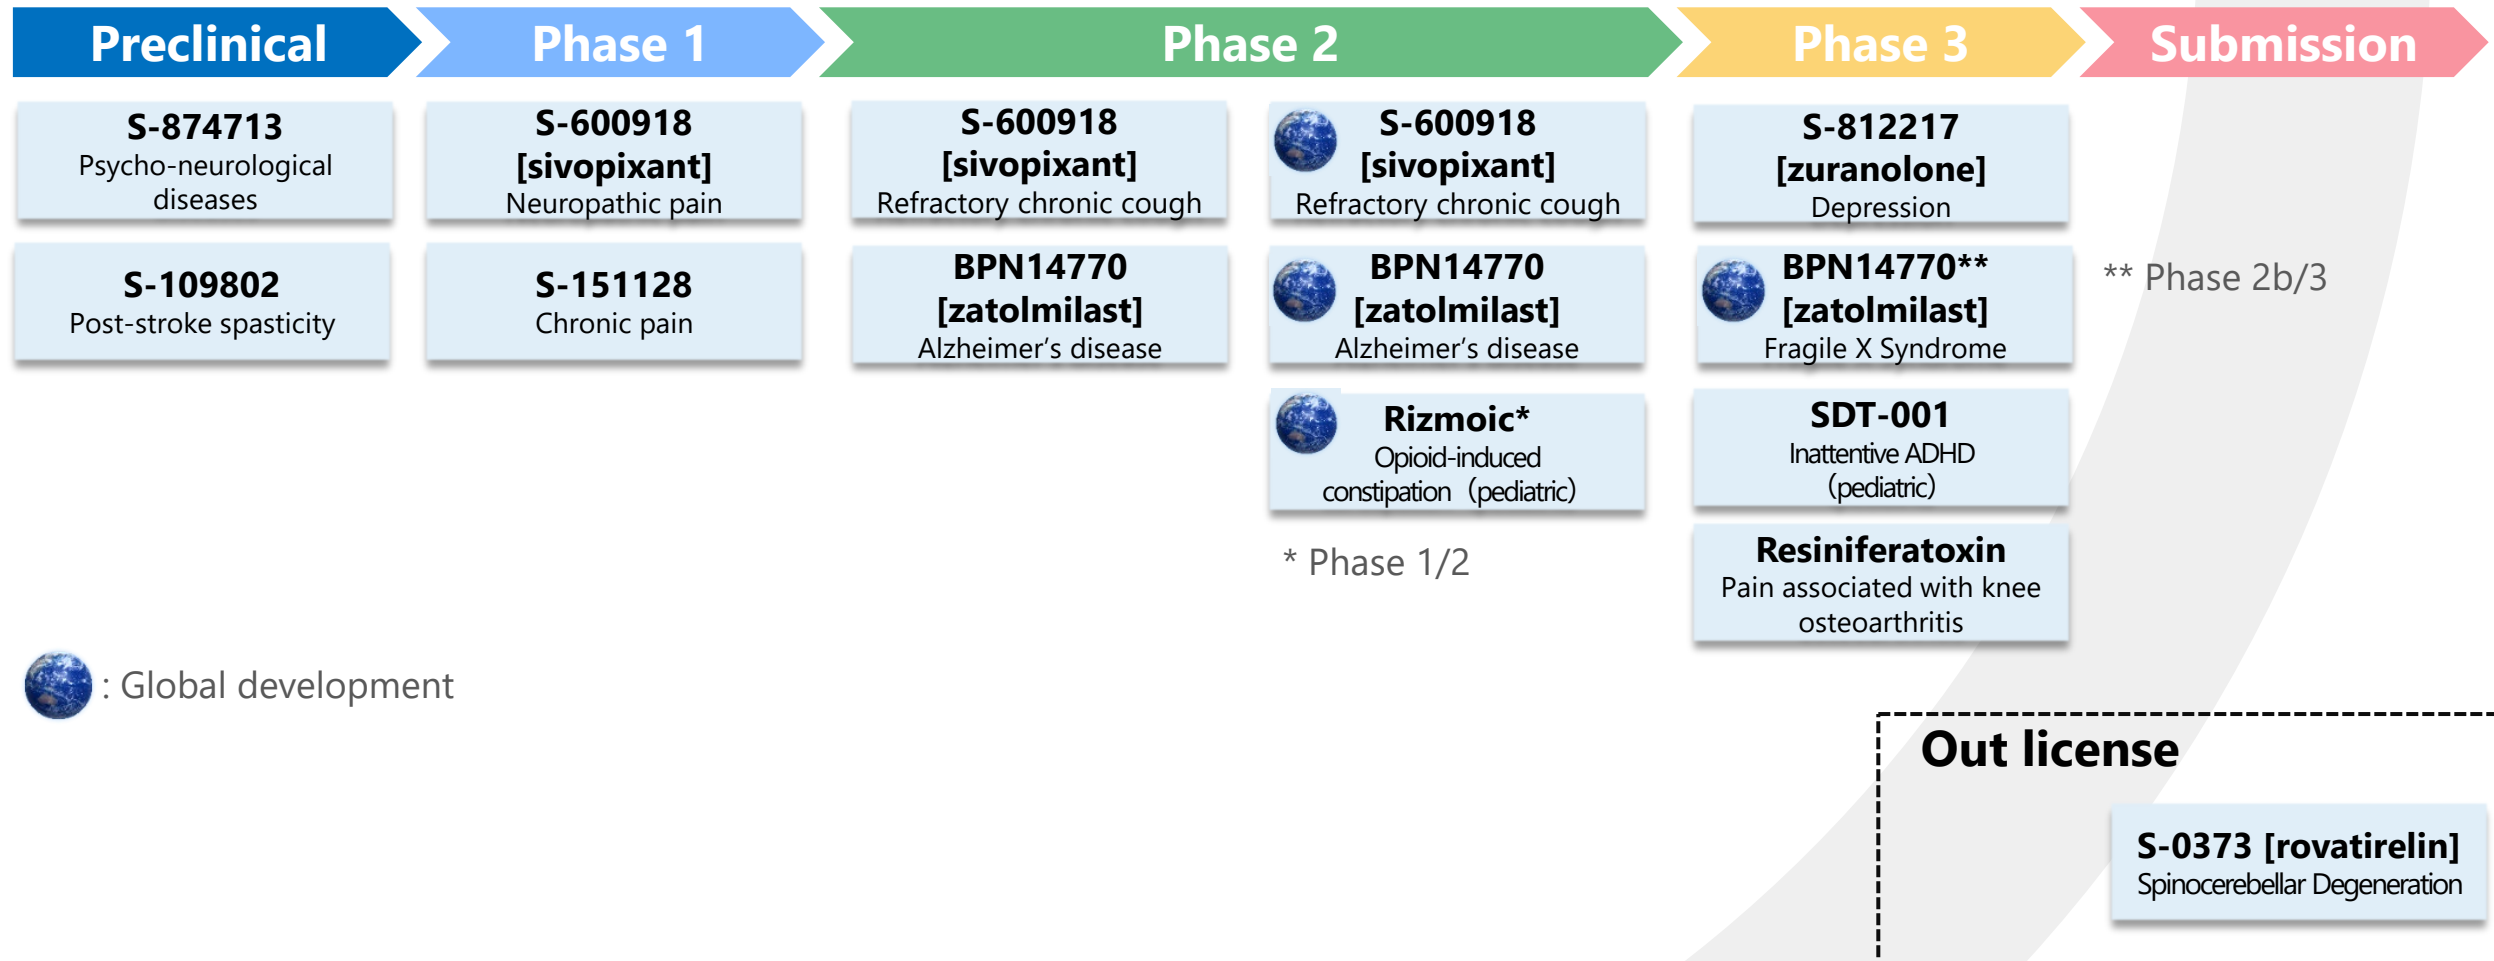 Preclinical
Phase 1
Phase 2
Phase 3
Submission
S-874713
Psycho-neurological
diseases
S-109802
Post-stroke spasticity
S-600918
[sivopixant]
Neuropathic pain
S-151128
Chronic pain
S-600918
[sivopixant]
Refractory chronic cough
BPN14770
[zatolmilast]
Alzheimer’s disease
S-600918
[sivopixant]
Refractory chronic cough
BPN14770
[zatolmilast]
Alzheimer’s disease
Rizmoic*
Opioid-induced
constipation（pediatric）
* Phase 1/2
S-812217
[zuranolone]
Depression
BPN14770**
[zatolmilast]
Fragile X Syndrome
** Phase 2b/3
SDT-001
Inattentive ADHD
（pediatric）
Resiniferatoxin
Pain associated with knee
osteoarthritis
: Global development
Out license
S-0373 [rovatirelin]
Spinocerebellar Degeneration